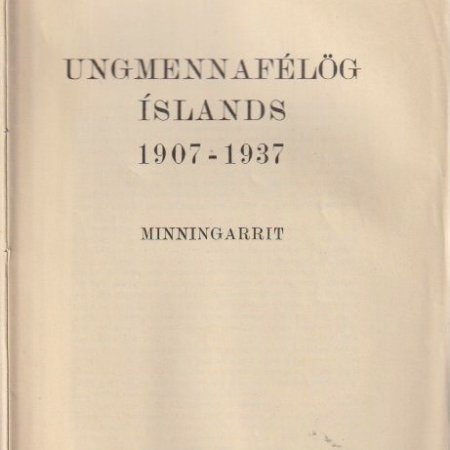 UNGMENNAFÉLÖG
ÍSLANDS
1907 - 1937
MINNINGARRIT